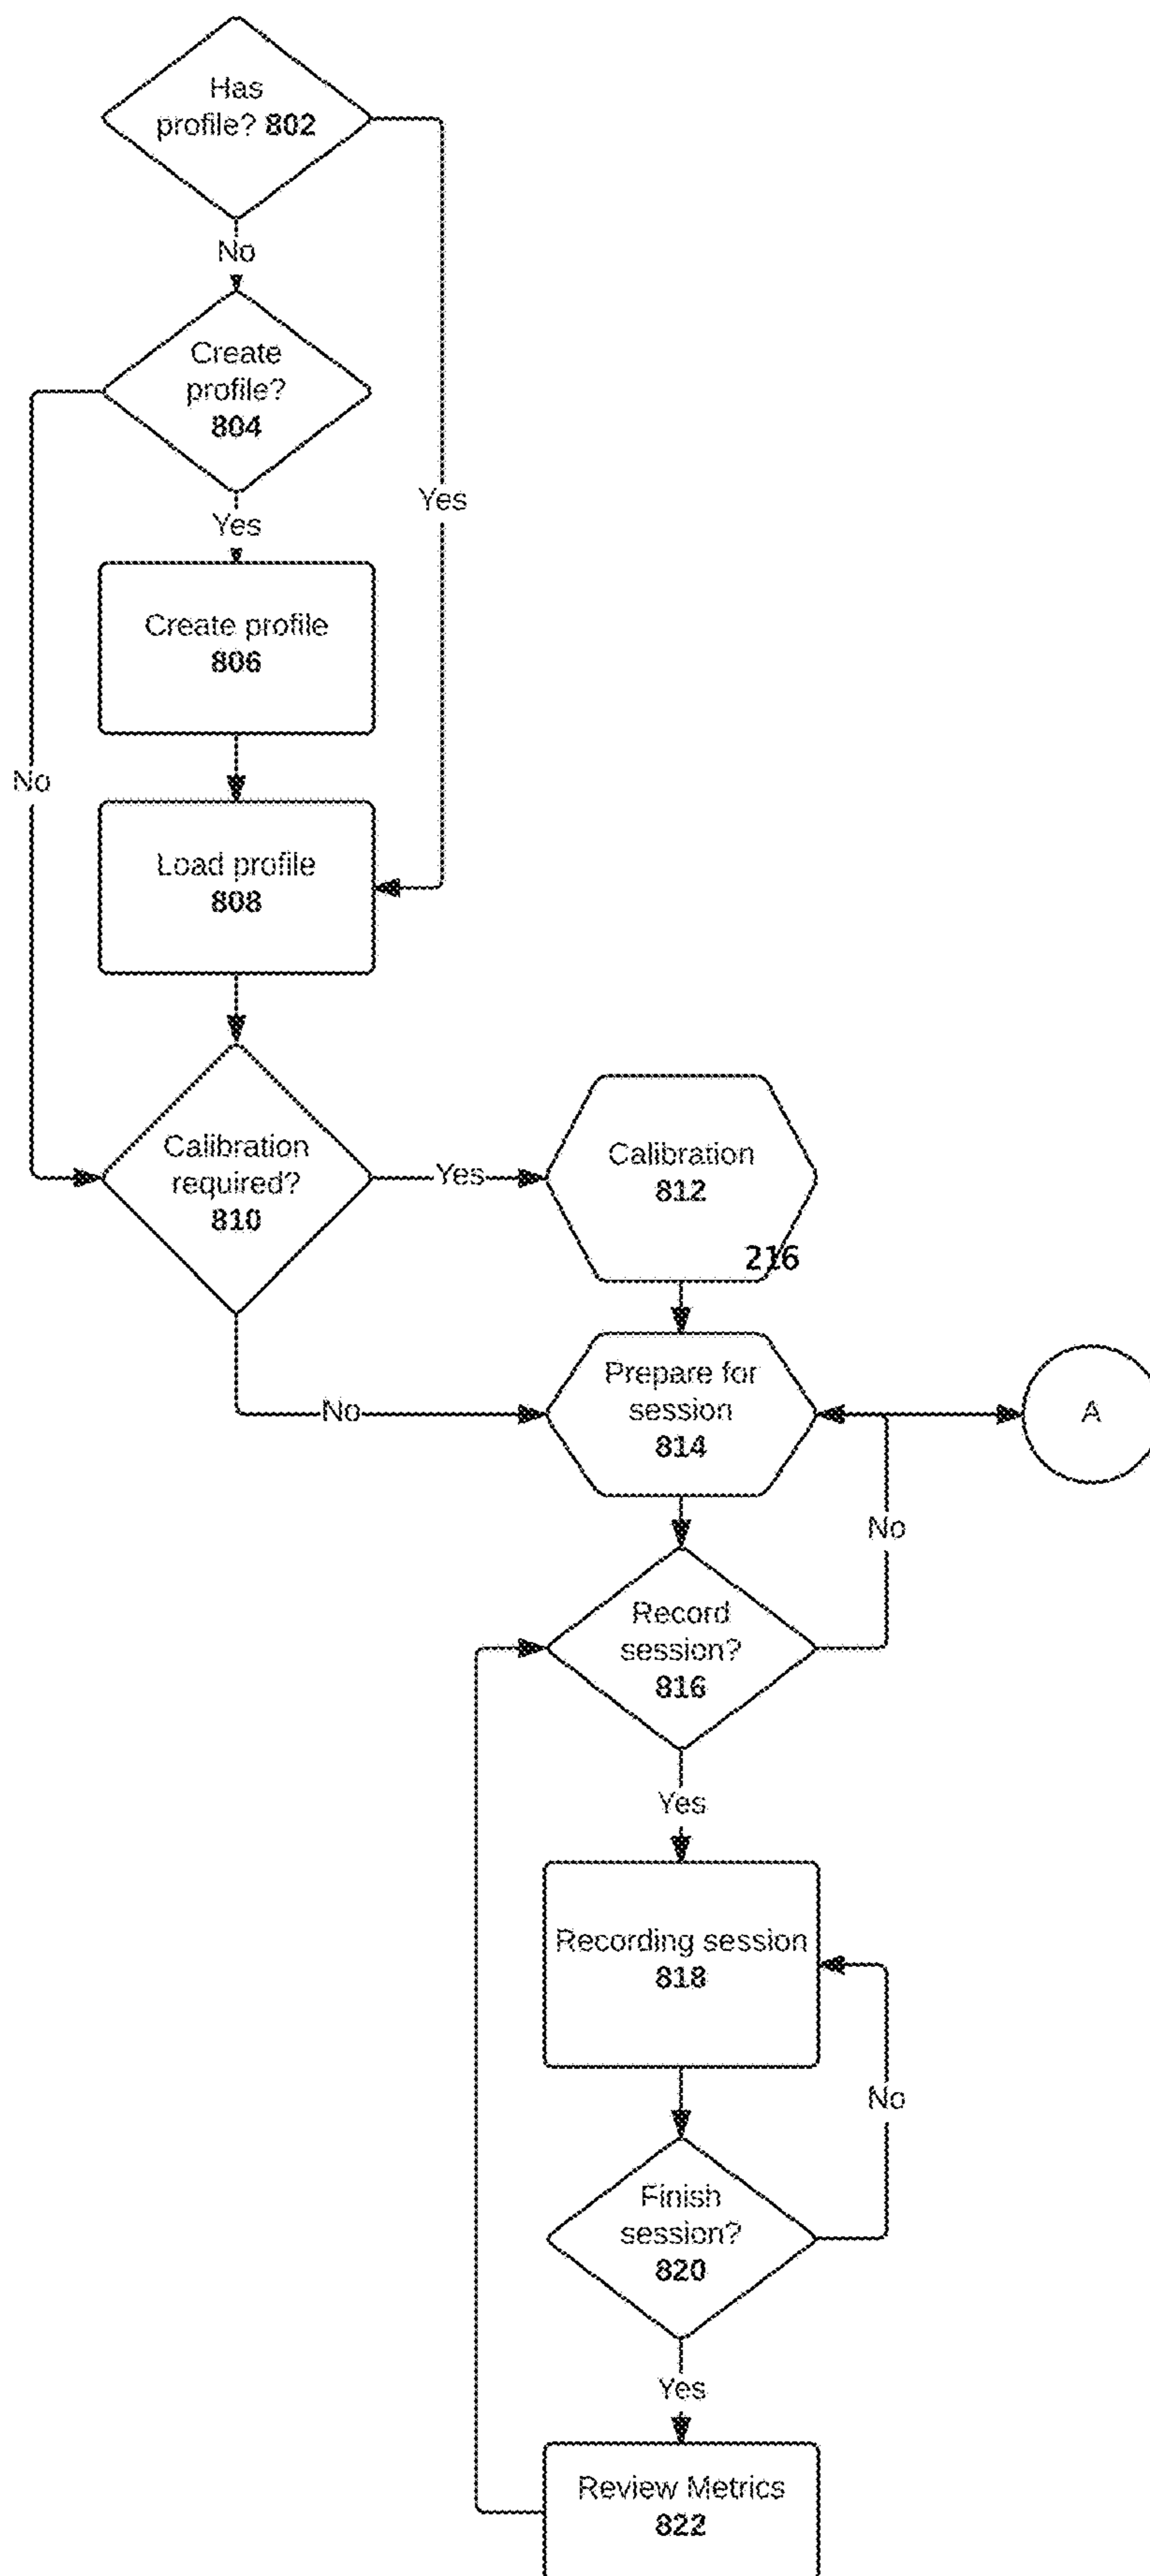 Has
profile? 802
No
Create
profile?
804
Yes
Yes
Create profile
806
No
Load profile
808
Calibration
required?
810
Yes
Calibration
812
216
Prepare for
session
814
No
A
No
Record
session?
816
Yes
Recording session
818
No
Finish
session?
820
Yes
Review Metrics
822